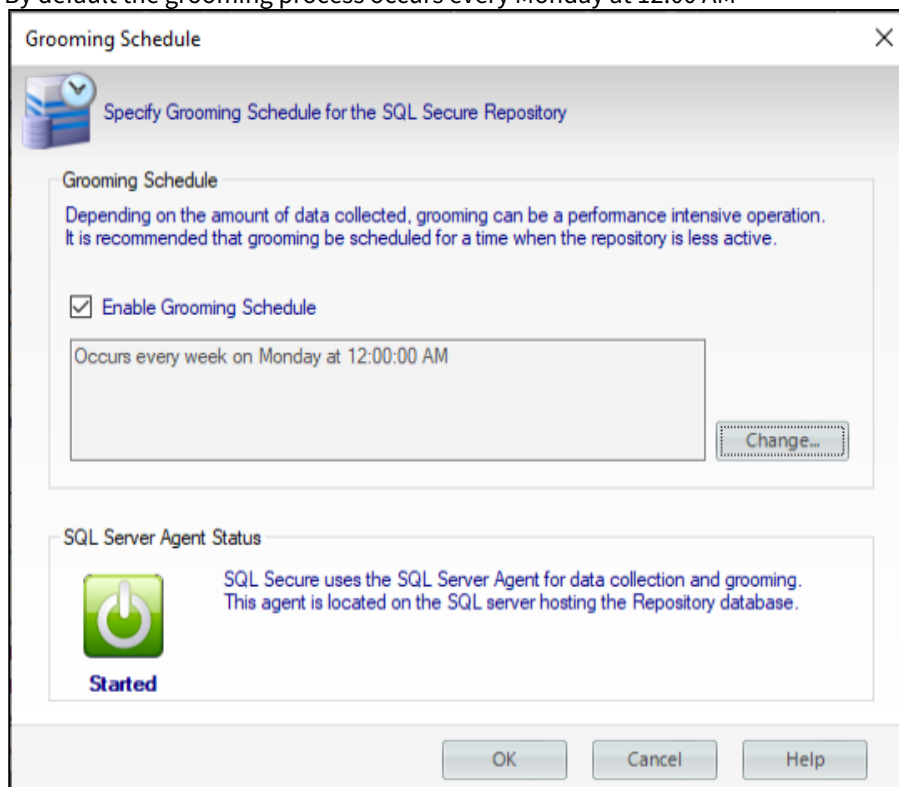 By default the grooming process occurs every Monday at 12:00 AM
Grooming Schedule
Specify Grooming Schedule for the SQL Secure Repository
Grooming Schedule
Depending on the amount of data collected, grooming can be a performance intensive operation.
It is recommended that grooming be scheduled for a time when the repository is less active.
Enable Grooming Schedule
Occurs every week on Monday at 12:00:00 AM
Change...
SQL Server Agent Status
SQL Secure uses the SQL Server Agent for data collection and grooming.
This agent is located on the SQL server hosting the Repository database.
Started
OK
Cancel
Help